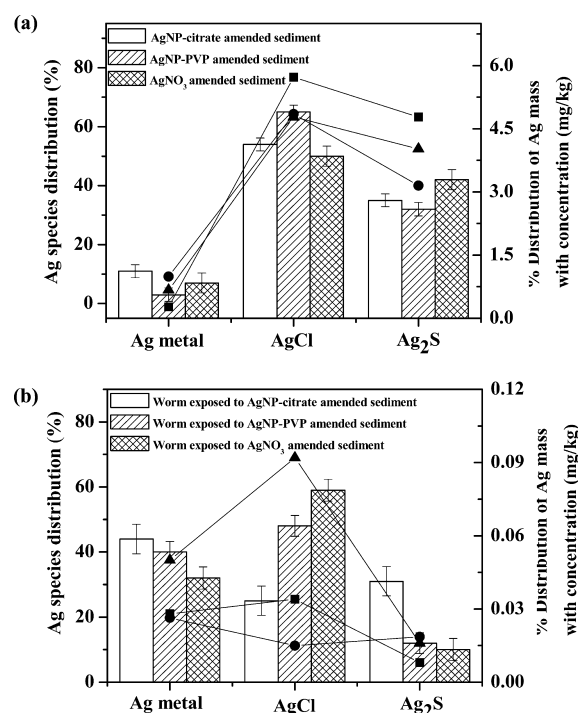 (a)
AgNP-citrate amended sediment
AgNP-PVP amended sediment
AgNO₃ amended sediment
Ag species distribution (%)
80
60
40
20
0
6.0
4.5
3.0
1.5
0.0
% Distribution of Ag mass
with concentration (mg/kg)
Ag metal AgCl Ag₂S
(b)
Worm exposed to AgNP-citrate amended sediment
Worm exposed to AgNP-PVP amended sediment
Worm exposed to AgNO₃ amended sediment
Ag species distribution (%)
80
60
40
20
0
0.12
0.09
0.06
0.03
0.00
% Distribution of Ag mass
with concentration (mg/kg)
Ag metal AgCl Ag₂S